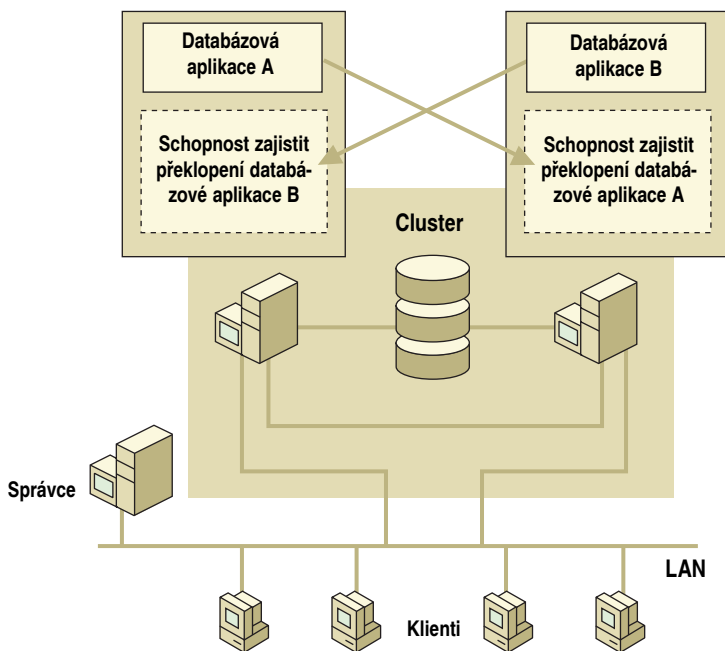 Databázová
aplikace A
Databázová
aplikace B
Schopnost zajistit
překlopení databá-
zové aplikace B
Schopnost zajistit
překlopení databá-
zové aplikace A
Cluster
Správce
LAN
Klienti